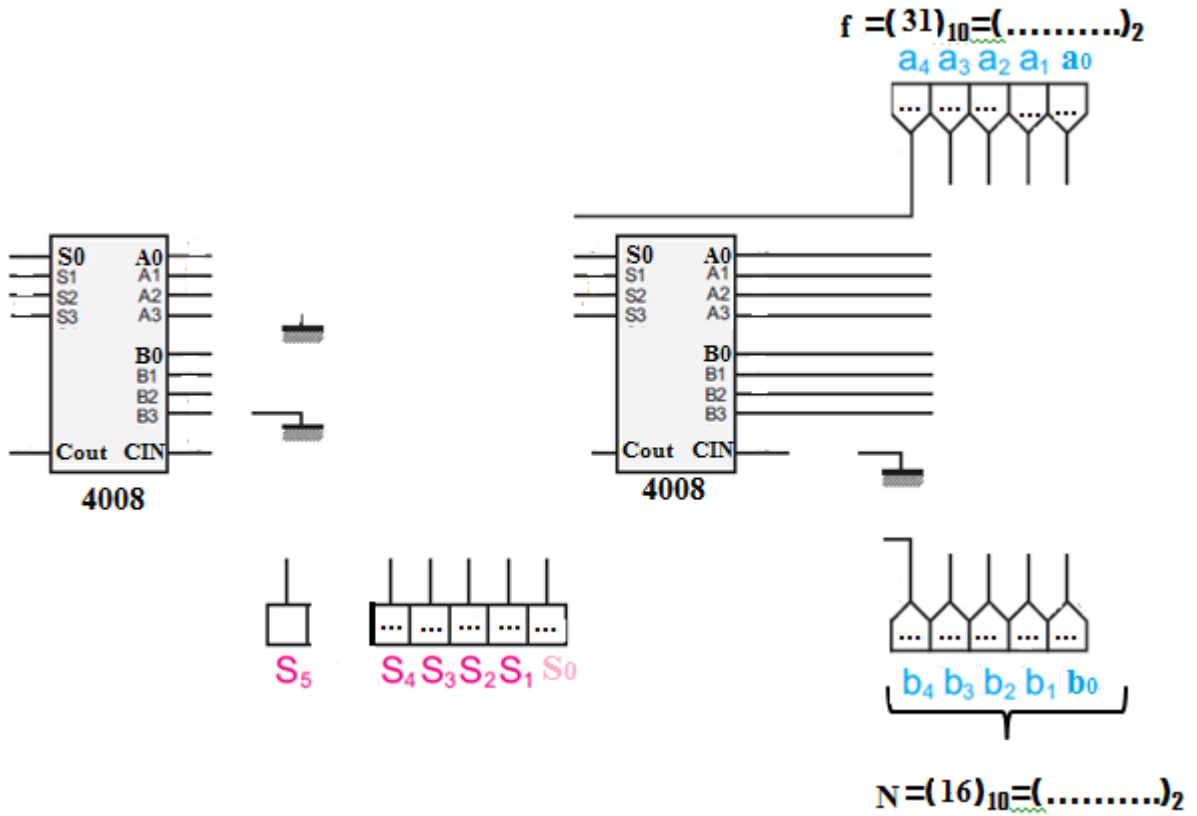 f =(31)₁₀=(..........)₂
a₄ a₃ a₂ a₁ a0
... ... ... ... ...
S0 A0
S1 A1
S2 A2
S3 A3
B0
B1
B2
B3
Cout CIN
4008
S0 A0
S1 A1
S2 A2
S3 A3
B0
B1
B2
B3
Cout CIN
4008
... ... ... ... ...
S₅ S₄ S₃ S₂ S₁ S0
... ... ... ... ...
b₄ b₃ b₂ b₁ b0
N =(16)₁₀=(..........)₂